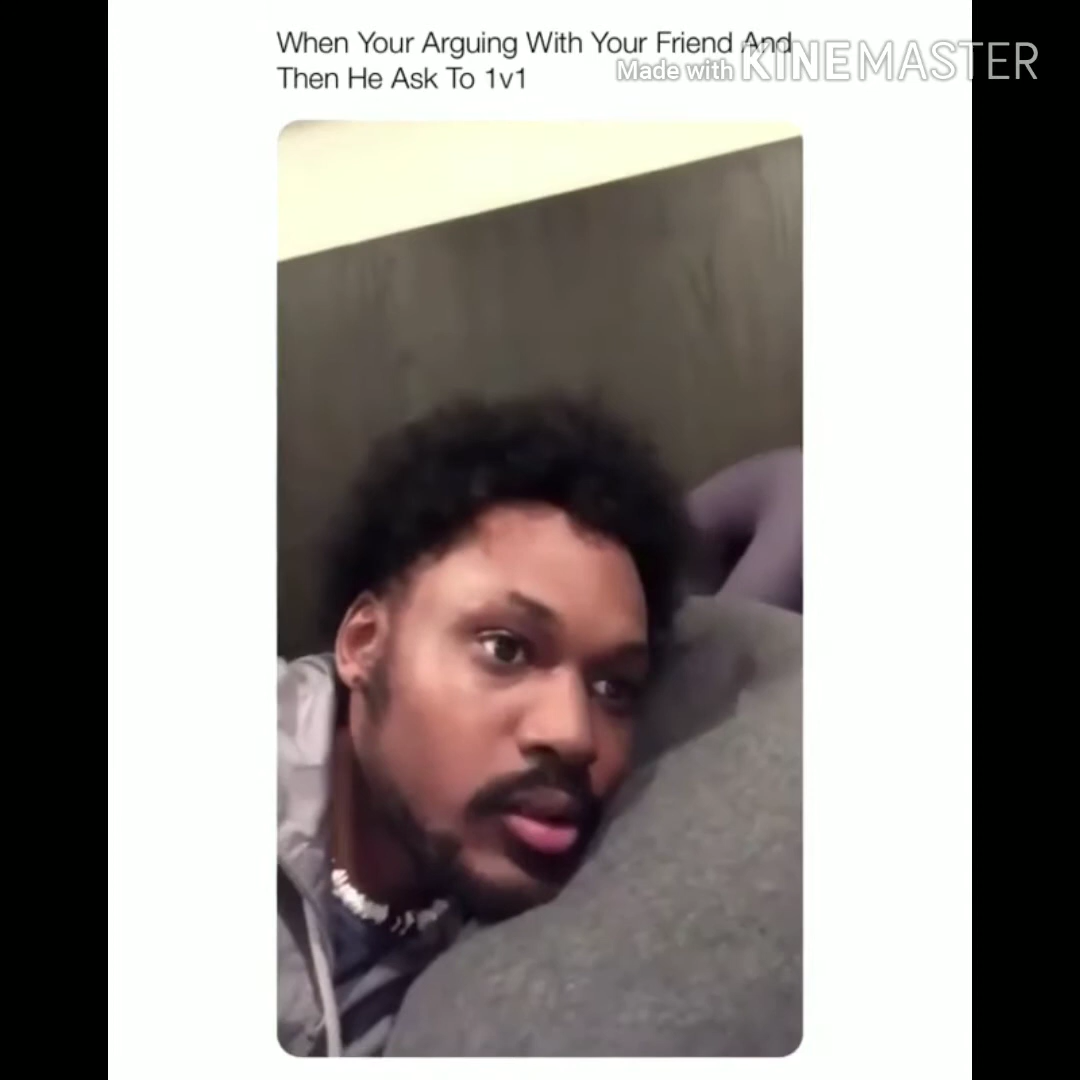 When Your Arguing With Your Friend And
Then He Ask To 1v1
Made with KINEMASTER